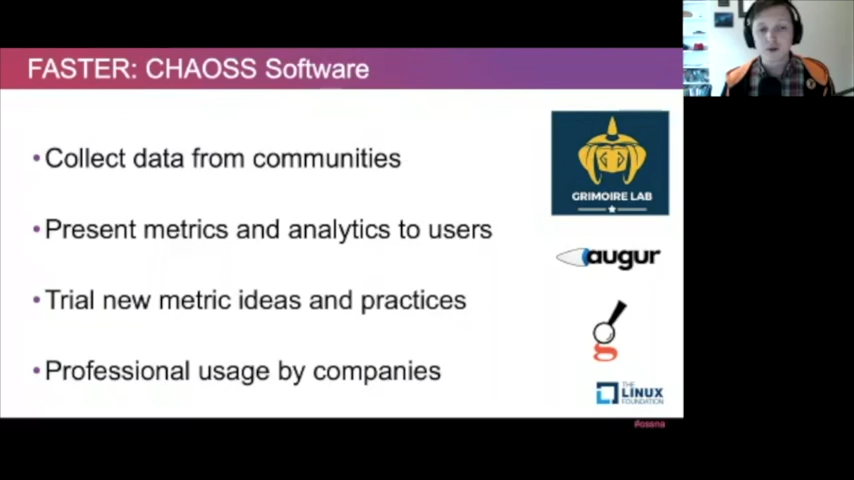 FASTER: CHAOSS Software
•Collect data from communities
•Present metrics and analytics to users
•Trial new metric ideas and practices
•Professional usage by companies
GRIMOIRE LAB
augur
g
THE
LINUX
FOUNDATION
#ossna